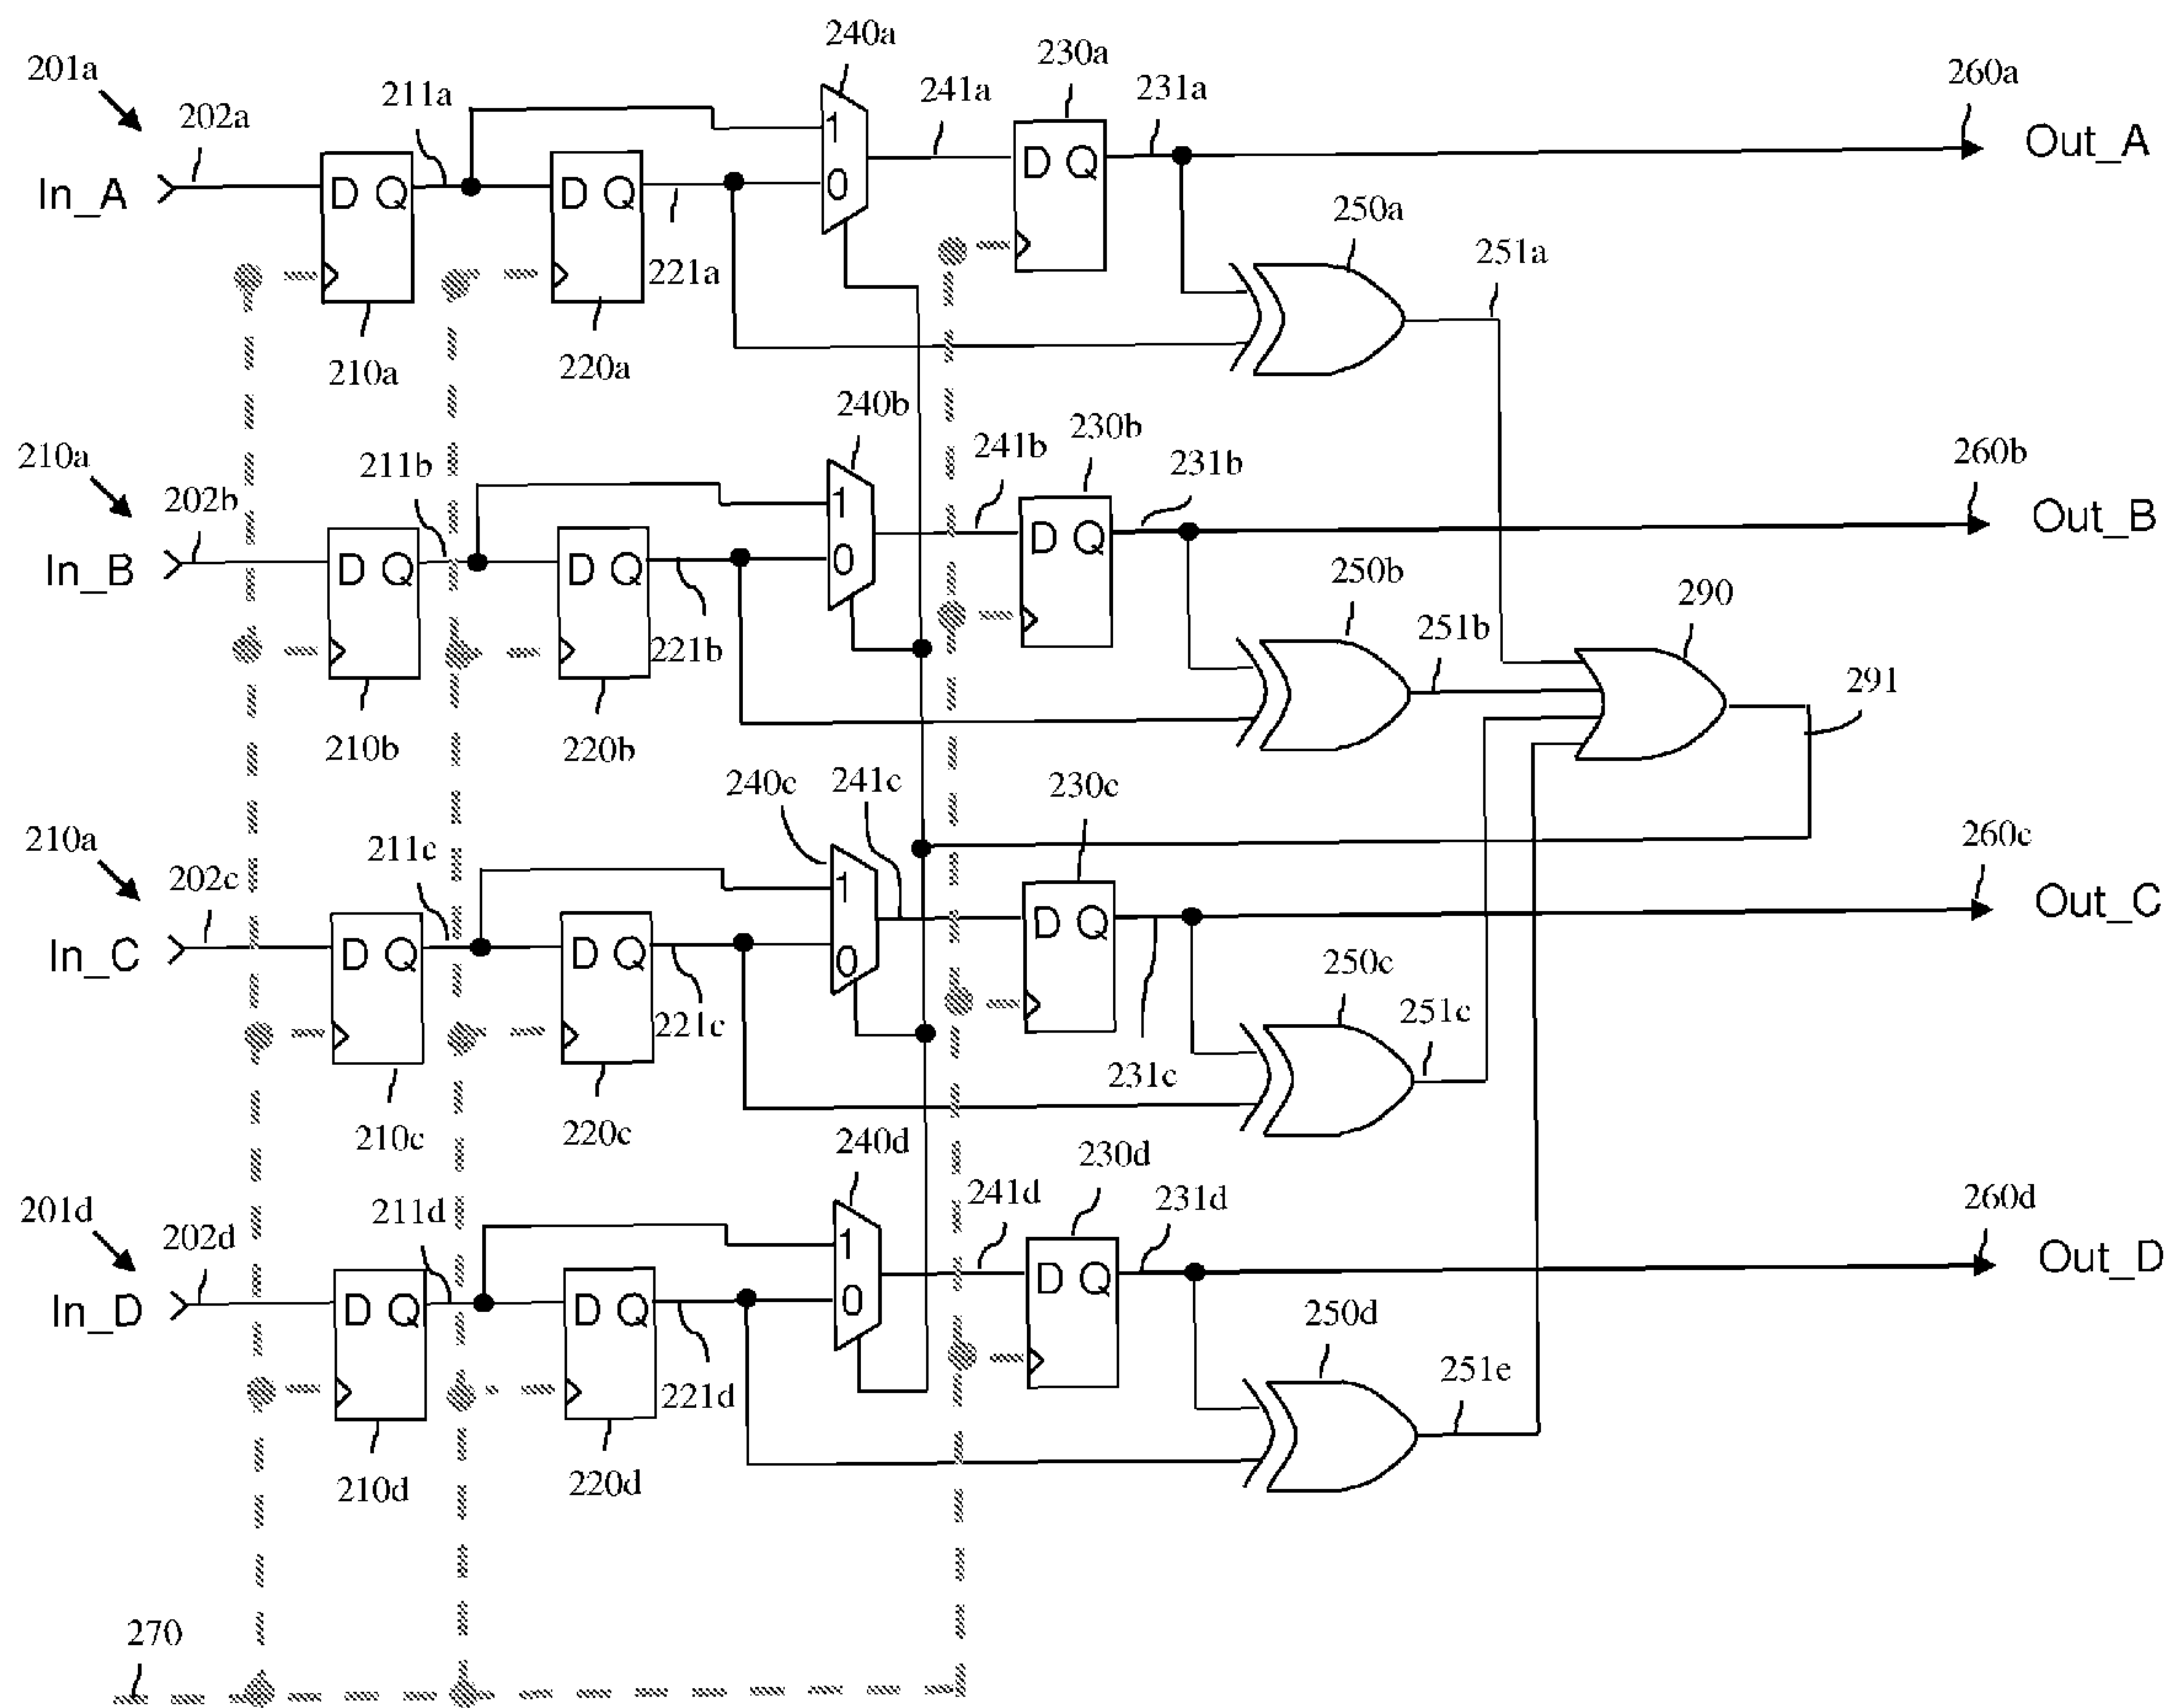 240a
201a
230a
260a
202a
211a
241a
231a
Out_A
1
In_A
D Q
D Q
0
D Q
250a
221a
251a
210a
220a
240b
210a
211b
241b
230b
231b
260b
202b
1
Out_B
In_B
D Q
D Q
0
D Q
250b
290
221b
251b
291
210b
220b
240c
241c
230c
210a
211c
260c
202c
1
Out_C
In_C
D Q
D Q
0
D Q
250c
221c
251c
231c
210c
220c
240d
230d
201d
211d
241d
231d
260d
202d
1
Out_D
In_D
D Q
D Q
0
D Q
250d
221d
251e
210d
220d
270